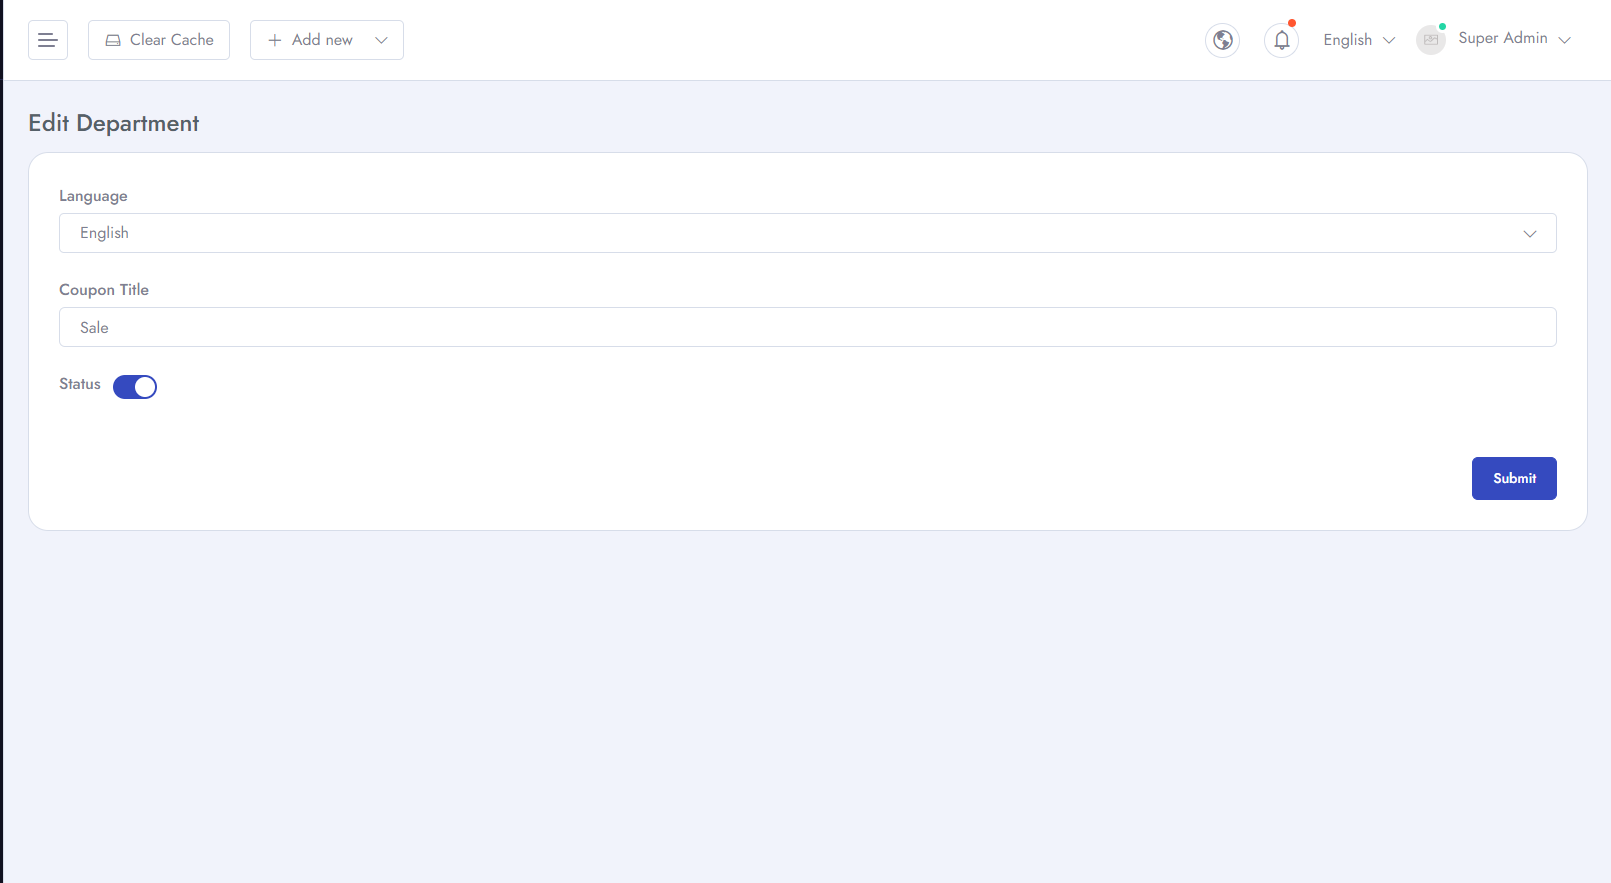 Clear Cache
Add new
English
Super Admin
Edit Department
Language
English
Coupon Title
Sale
Status
Submit